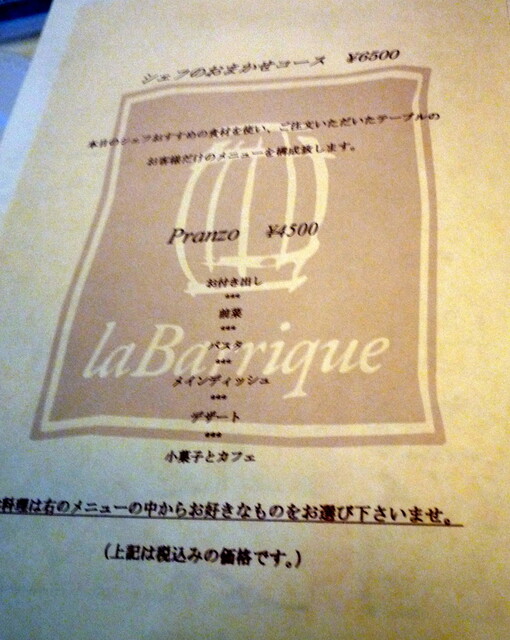 シェフのおまかせコース ¥6500
本日のシェフおすすめの食材を使い、ご注文いただいたテーブルの
お客様だけのメニューを構成致します。
Pranzo ¥4500
お付き出し
***
前菜
***
パスタ
***
laBarrique
メインディッシュ
***
デザート
***
小菓子とカフェ
料理は右のメニューの中からお好きなものをお選び下さいませ。
(上記は税込みの価格です。)